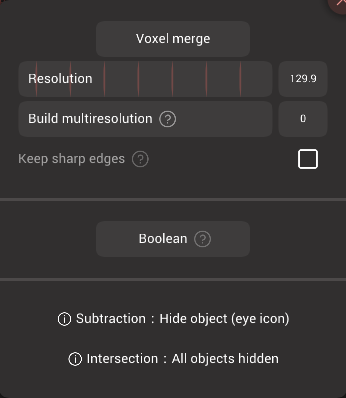 Voxel merge
Resolution 129.9
Build multiresolution ? 0
Keep sharp edges ?
Boolean ?
Subtraction : Hide object (eye icon)
Intersection : All objects hidden